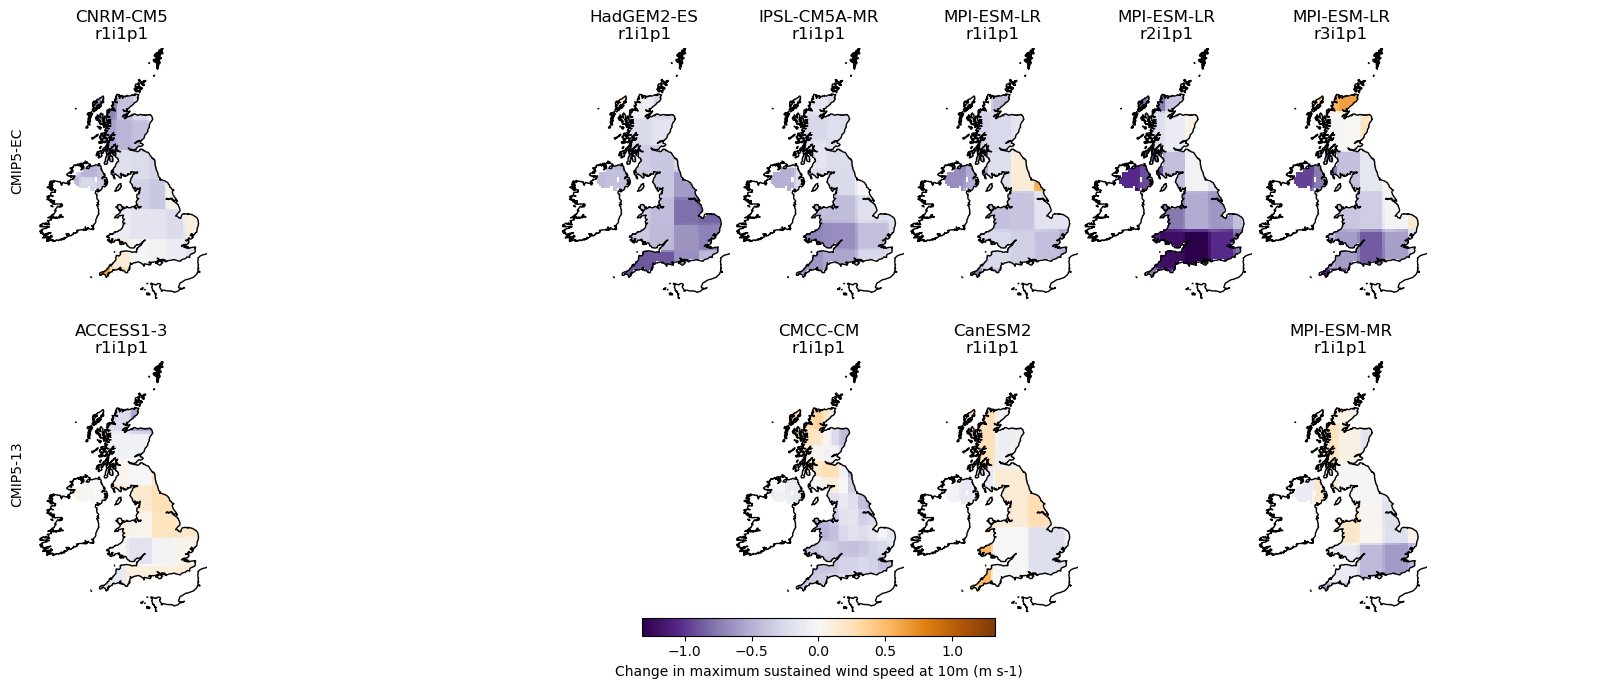 CNRM-CM5
r1i1p1
HadGEM2-ES
r1i1p1
IPSL-CM5A-MR
r1i1p1
MPI-ESM-LR
r1i1p1
MPI-ESM-LR
r2i1p1
MPI-ESM-LR
r3i1p1
CMIP5-EC
ACCESS1-3
r1i1p1
CMCC-CM
r1i1p1
CanESM2
r1i1p1
MPI-ESM-MR
r1i1p1
CMIP5-13
−1.0 −0.5 0.0 0.5 1.0
Change in maximum sustained wind speed at 10m (m s-1)